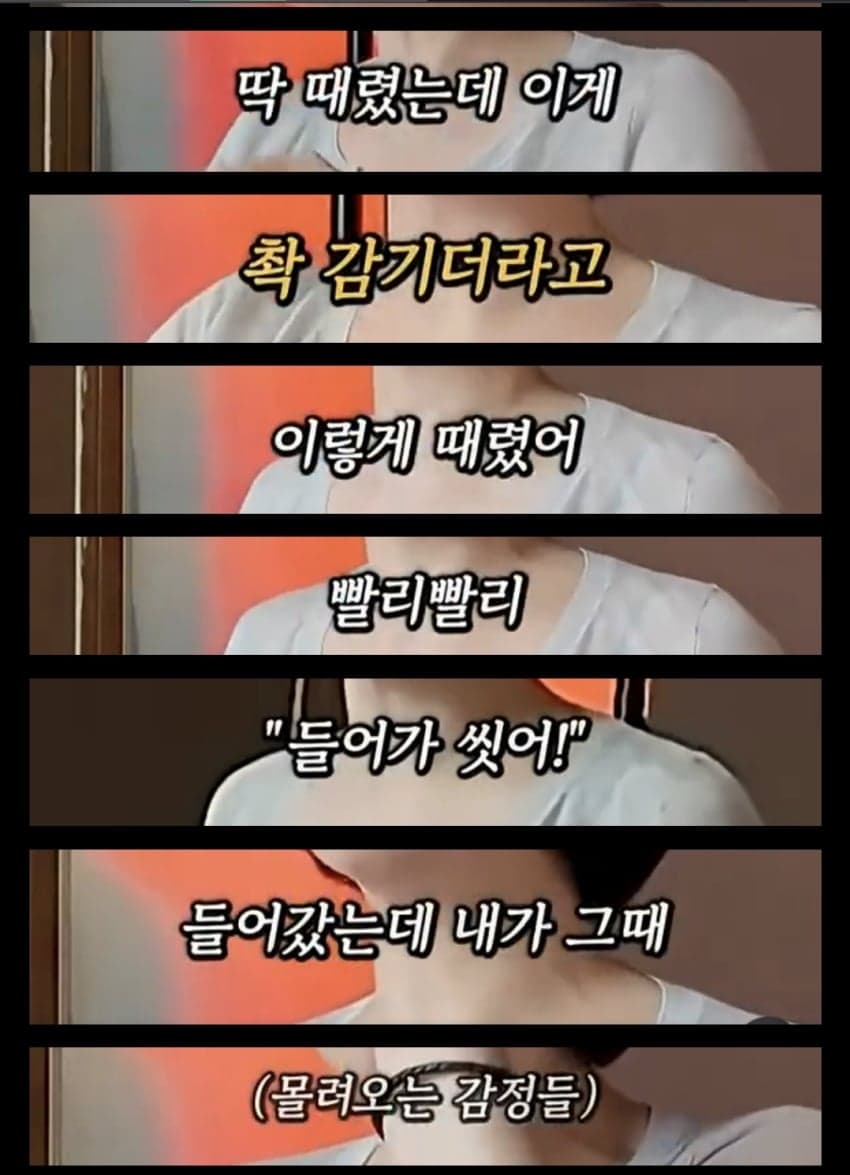 딱 때렸는데 이게
촥 감기더라고
이렇게 때렸어
빨리빨리
"들어가 씻어!"
들어갔는데 내가 그때
(몰려오는 감정들)